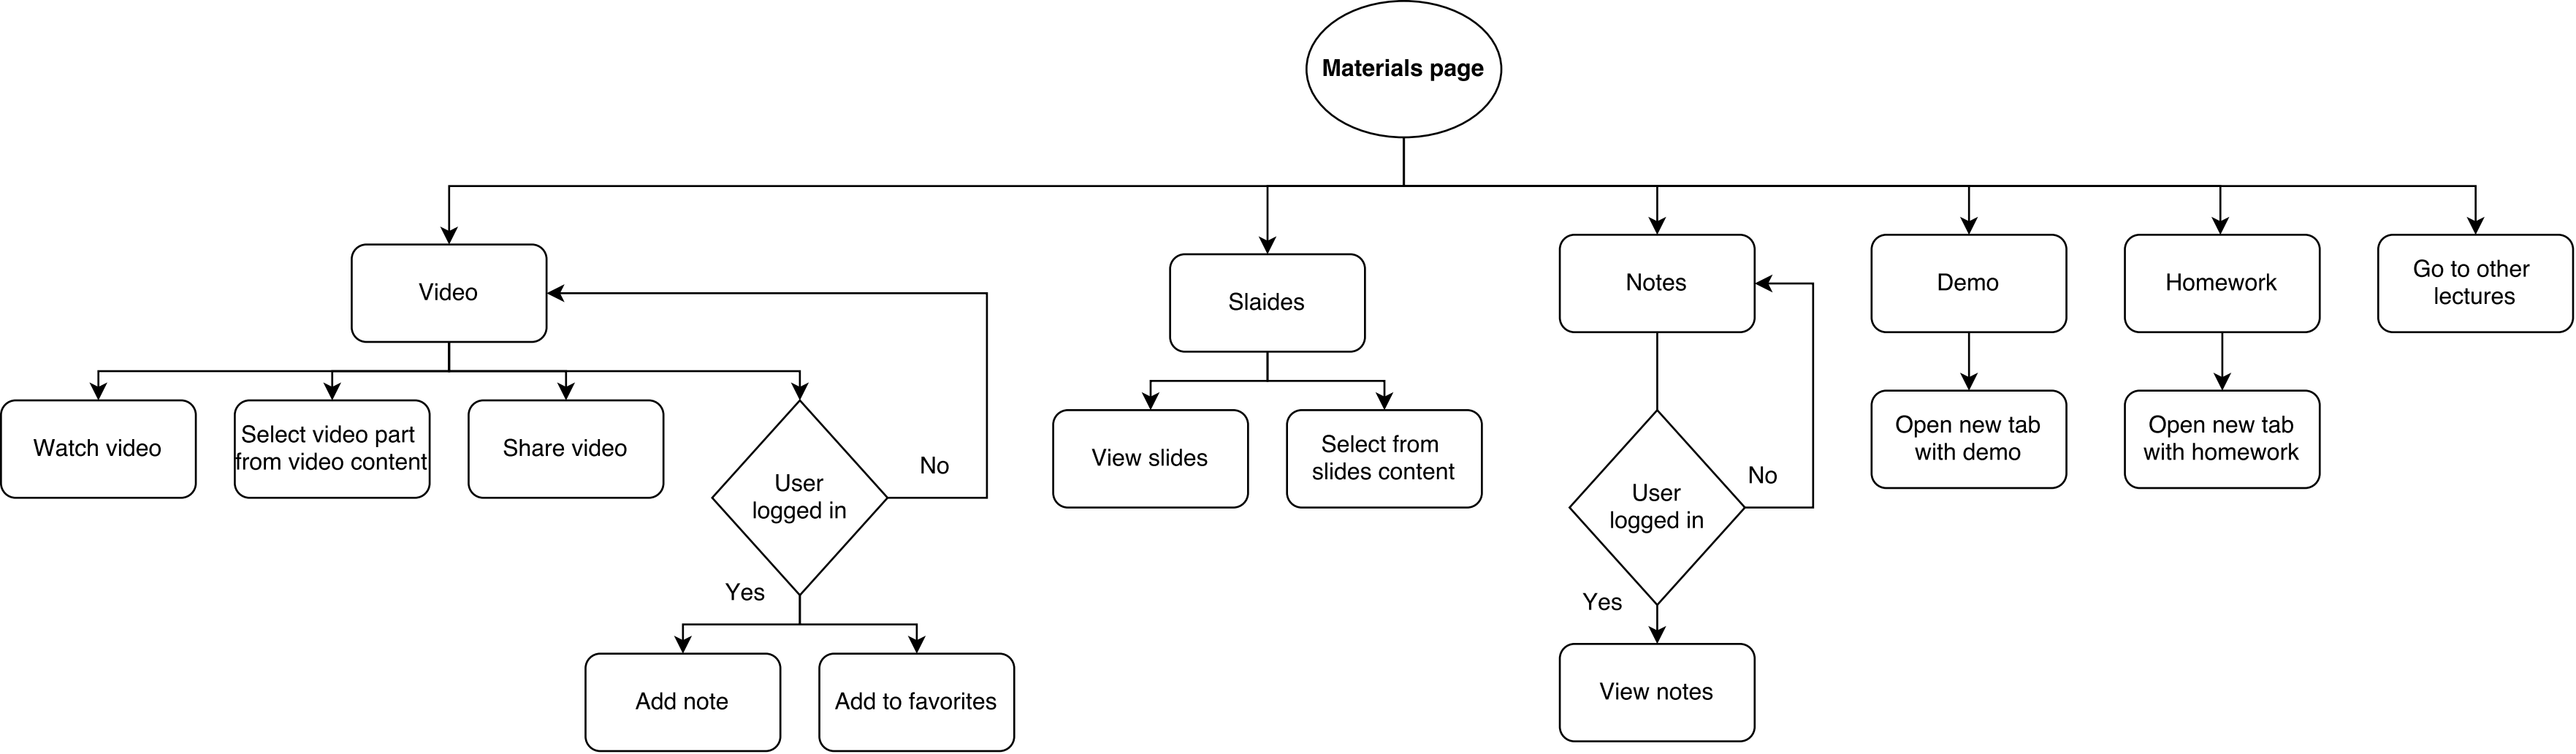 Materials page
Video
Slaides
Notes
Demo
Homework
Go to other
lectures
Watch video
Select video part
from video content
Share video
User
logged in
No
Yes
Add note
Add to favorites
View slides
Select from
slides content
User
logged in
No
Yes
View notes
Open new tab
with demo
Open new tab
with homework